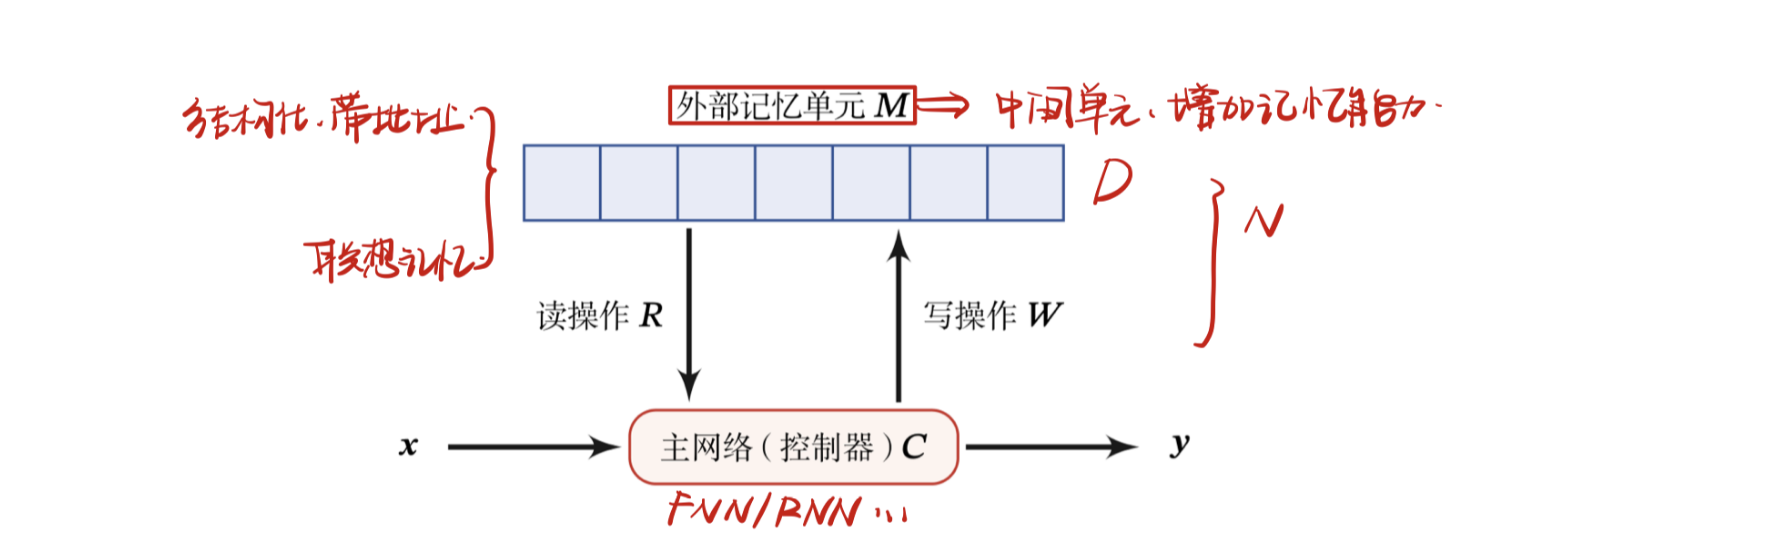 外部记忆单元 M
中间单元、增加记忆能力.
结构化.带地址.
D
N
联想记忆.
读操作 R
写操作 W
x
主网络（控制器）C
y
FNN/RNN ...